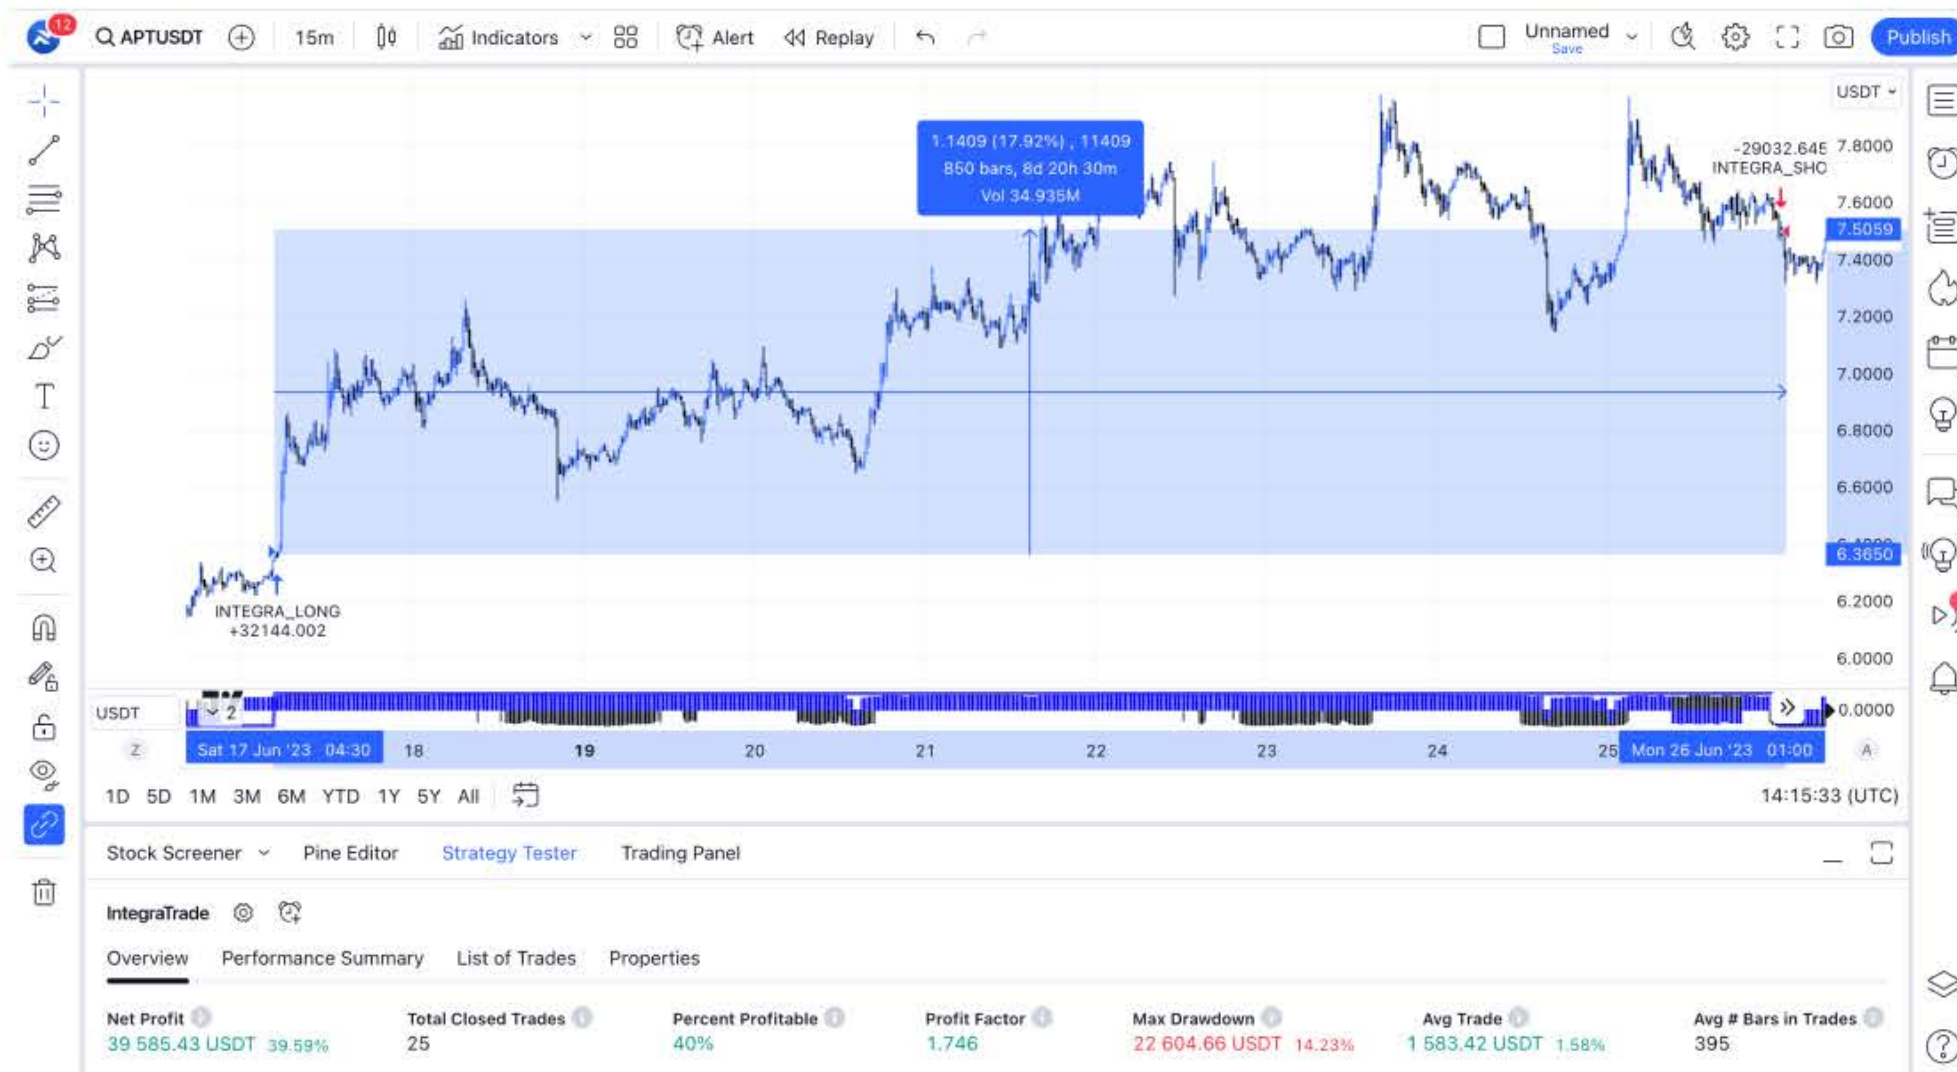 12
APTUSDT 15m Indicators Alert Replay Unnamed Publish
Save
USDT
1.1409 (17.92%) , 11409
850 bars, 8d 20h 30m
Vol 34.935M
-29032.645
INTEGRA_SHO
7.8000
7.6000
7.5059
7.4000
7.2000
7.0000
6.8000
6.6000
6.3650
6.2000
6.0000
INTEGRA_LONG
+32144.002
USDT 2 0.0000
Z Sat 17 Jun '23 04:30 18 19 20 21 22 23 24 25 Mon 26 Jun '23 01:00 A
1D 5D 1M 3M 6M YTD 1Y 5Y All 14:15:33 (UTC)
Stock Screener Pine Editor Strategy Tester Trading Panel
IntegraTrade
Overview Performance Summary List of Trades Properties
Net Profit Total Closed Trades Percent Profitable Profit Factor Max Drawdown Avg Trade Avg # Bars in Trades
39 585.43 USDT 39.59% 25 40% 1.746 22 604.66 USDT 14.23% 1 583.42 USDT 1.58% 395